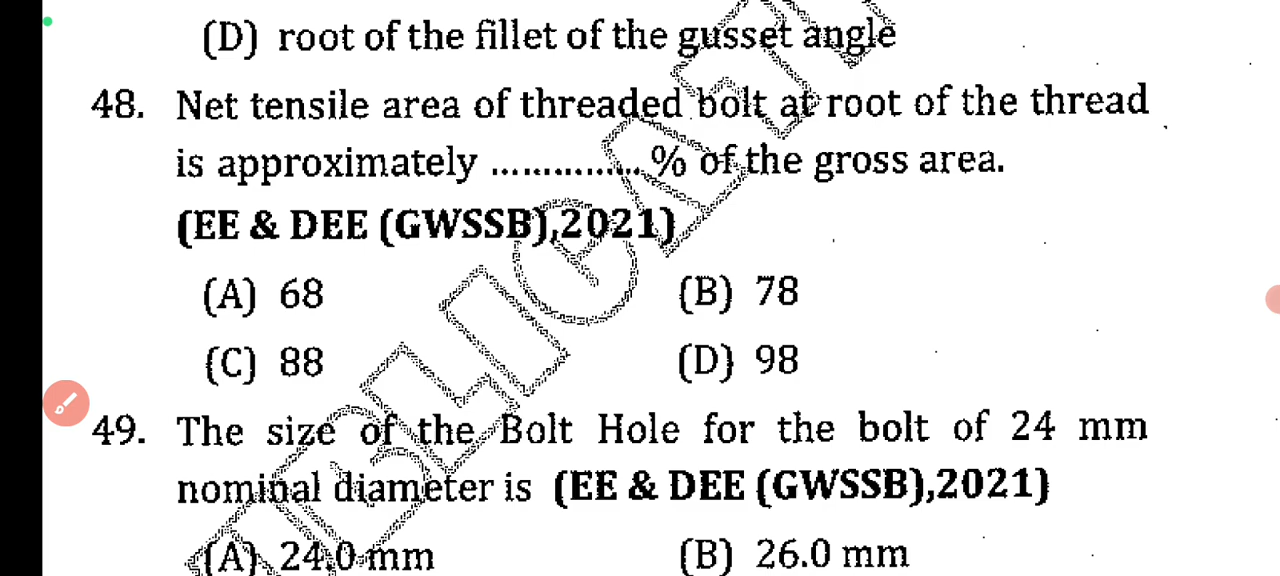 (D) root of the fillet of the gusset angle
48. Net tensile area of threaded bolt at root of the thread
is approximately ................ % of the gross area.
(EE & DEE (GWSSB),2021)
(A) 68 (B) 78
(C) 88 (D) 98
49. The size of the Bolt Hole for the bolt of 24 mm
nominal diameter is (EE & DEE (GWSSB),2021)
(A) 24.0 mm (B) 26.0 mm